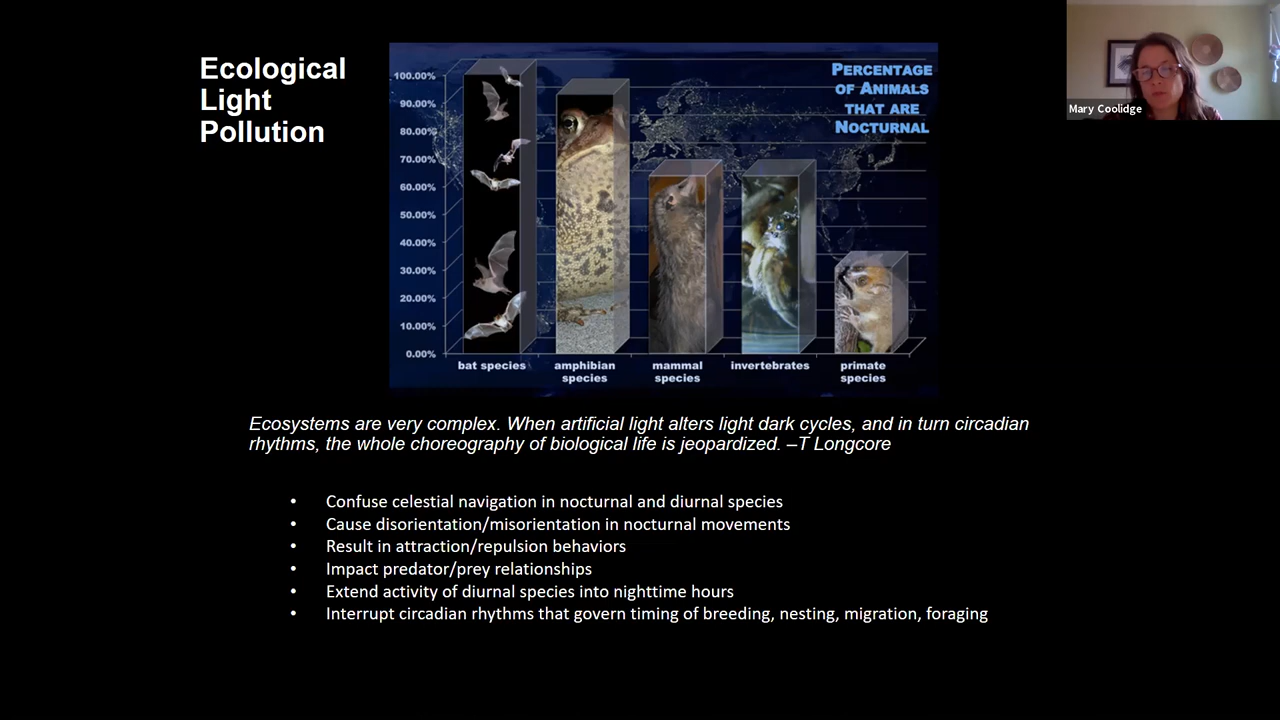 Ecological
Light
Pollution
PERCENTAGE
OF ANIMALS
THAT ARE
NOCTURNAL
100.00%
90.00%
80.00%
70.00%
60.00%
50.00%
40.00%
30.00%
20.00%
10.00%
0.00%
bat species
amphibian
species
mammal
species
invertebrates
primate
species
Mary Coolidge
Ecosystems are very complex. When artificial light alters light dark cycles, and in turn circadian
rhythms, the whole choreography of biological life is jeopardized. –T Longcore
• Confuse celestial navigation in nocturnal and diurnal species
• Cause disorientation/misorientation in nocturnal movements
• Result in attraction/repulsion behaviors
• Impact predator/prey relationships
• Extend activity of diurnal species into nighttime hours
• Interrupt circadian rhythms that govern timing of breeding, nesting, migration, foraging